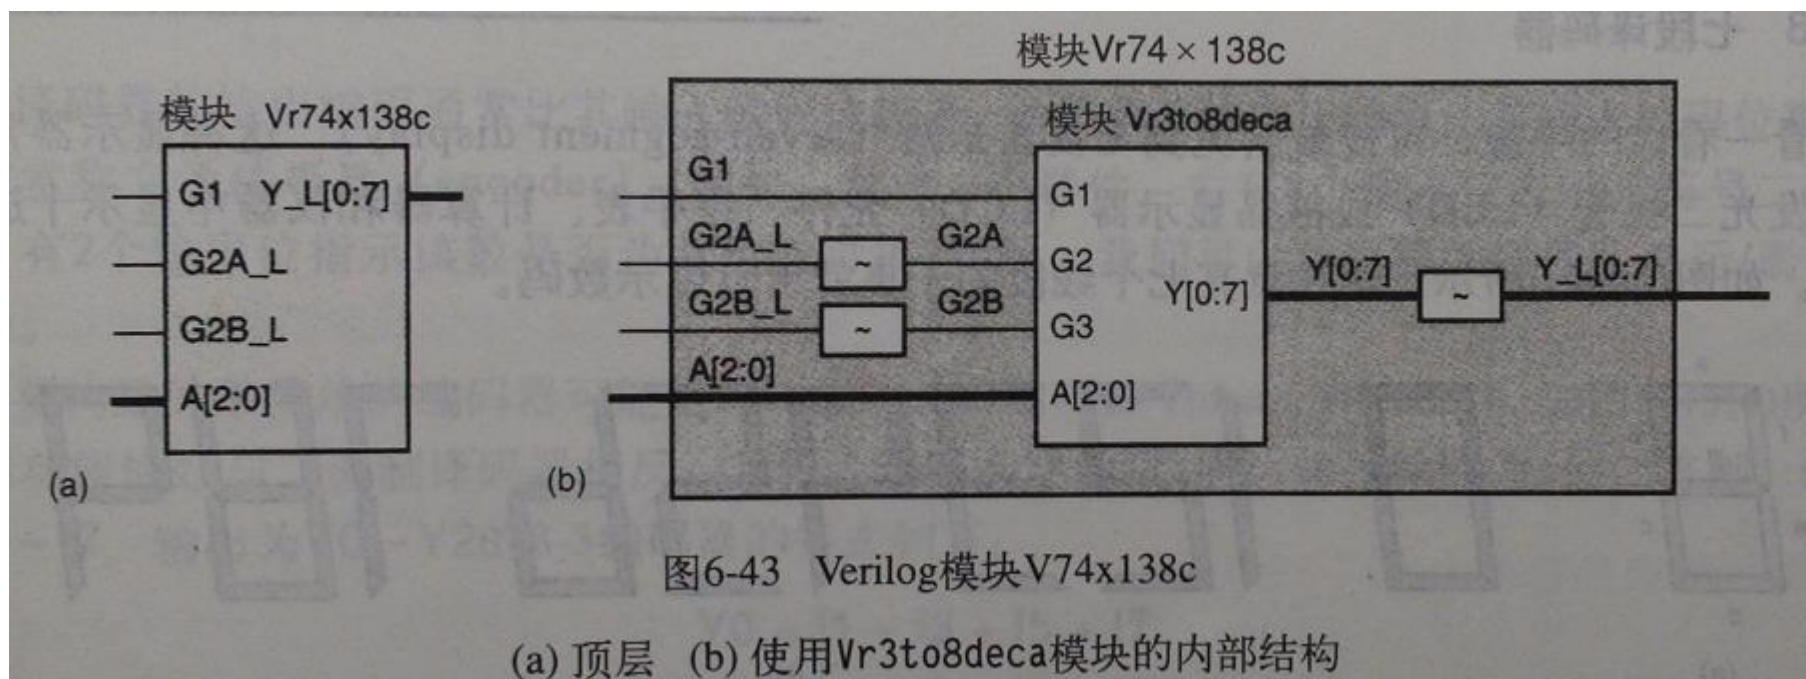 模块Vr74×138c
模块 Vr74x138c
G1 Y_L[0:7]
G2A_L
G2B_L
A[2:0]
(a)
模块 Vr3to8deca
G1
G1
G2A_L
~
G2A
G2
G2B_L
~
G2B
G3
A[2:0]
A[2:0]
Y[0:7]
Y[0:7]
~
Y_L[0:7]
(b)
图6-43 Verilog模块V74x138c
(a) 顶层 (b) 使用Vr3to8deca模块的内部结构